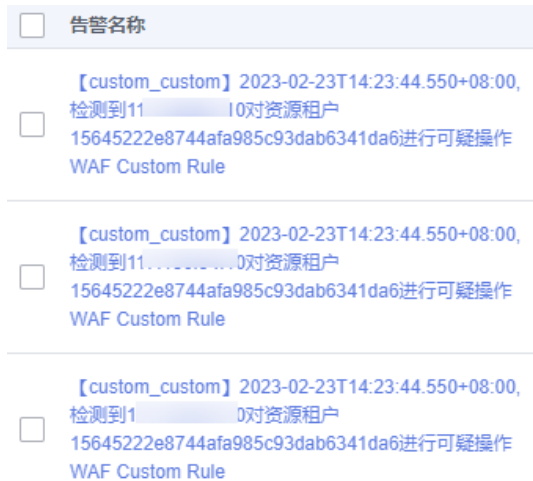 告警名称
【custom_custom】2023-02-23T14:23:44.550+08:00,
检测到11 10对资源租户
15645222e8744afa985c93dab6341da6进行可疑操作
WAF Custom Rule
【custom_custom】2023-02-23T14:23:44.550+08:00,
检测到11 0对资源租户
15645222e8744afa985c93dab6341da6进行可疑操作
WAF Custom Rule
【custom_custom】2023-02-23T14:23:44.550+08:00,
检测到1 0对资源租户
15645222e8744afa985c93dab6341da6进行可疑操作
WAF Custom Rule